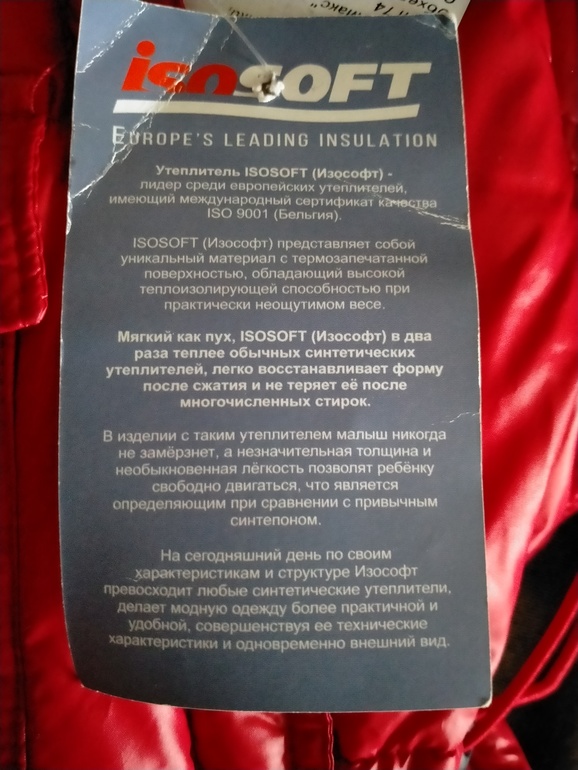 74
isoSOFT
EUROPE'S LEADING INSULATION
Утеплитель ISOSOFT (Изософт) -
лидер среди европейских утеплителей,
имеющий международный сертификат качества
ISO 9001 (Бельгия).
ISOSOFT (Изософт) представляет собой
уникальный материал с термозапечатанной
поверхностью, обладающий высокой
теплоизолирующей способностью при
практически неощутимом весе.
Мягкий как пух, ISOSOFT (Изософт) в два
раза теплее обычных синтетических
утеплителей, легко восстанавливает форму
после сжатия и не теряет её после
многочисленных стирок.
В изделии с таким утеплителем малыш никогда
не замёрзнет, а незначительная толщина и
необыкновенная лёгкость позволят ребёнку
свободно двигаться, что является
определяющим при сравнении с привычным
синтепоном.
На сегодняшний день по своим
характеристикам и структуре Изософт
превосходит любые синтетические утеплители,
делает модную одежду более практичной и
удобной, совершенствуя ее технические
характеристики и одновременно внешний вид.